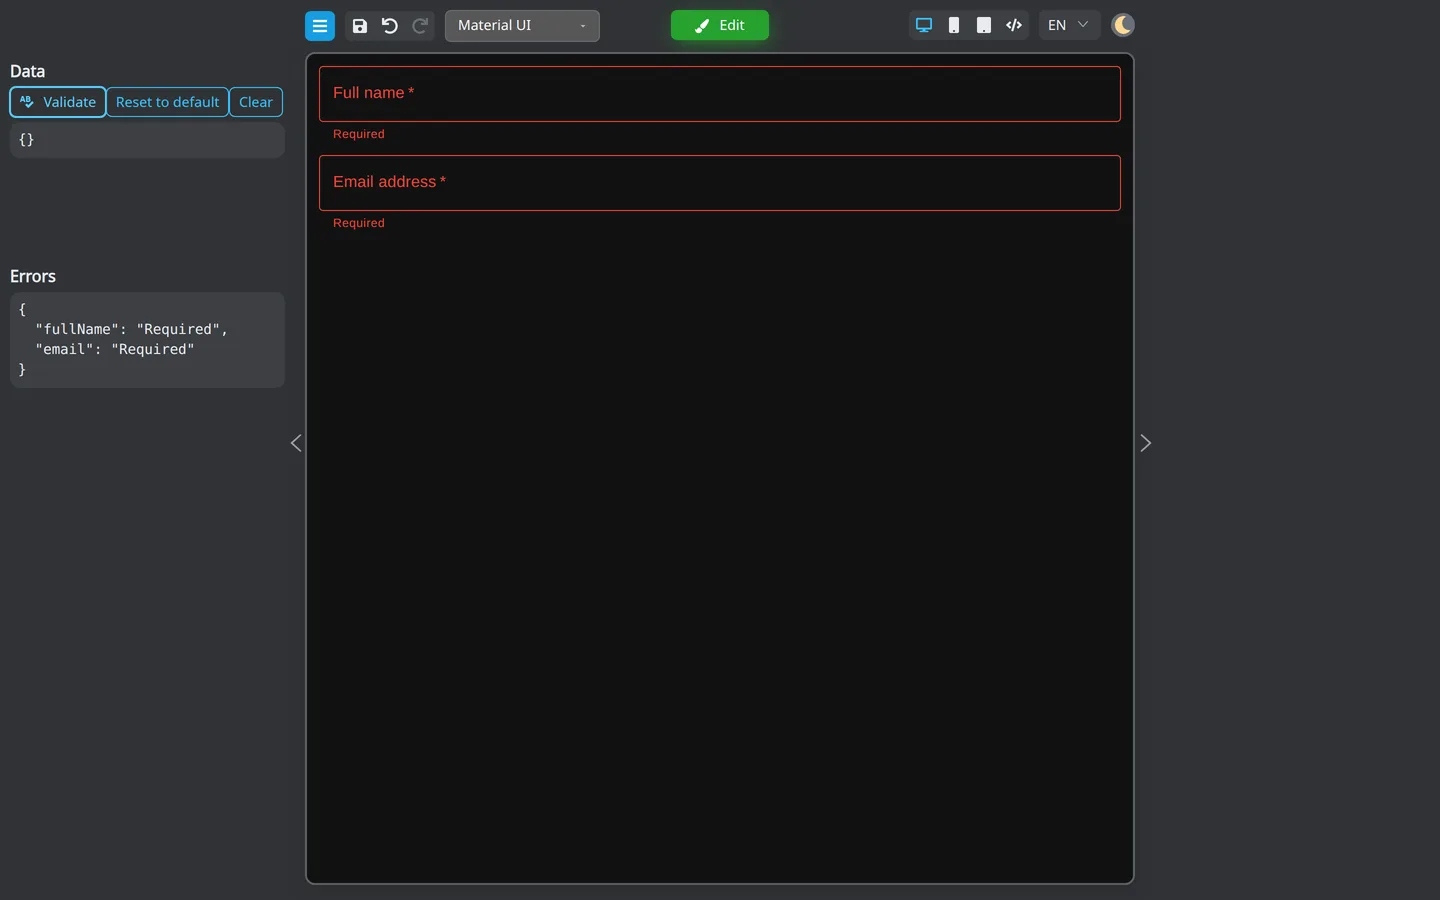 Material UI
Edit
EN
Data
AB
Validate
Reset to default
Clear
{}
Errors
{
"fullName": "Required",
"email": "Required"
}
Full name *
Required
Email address *
Required